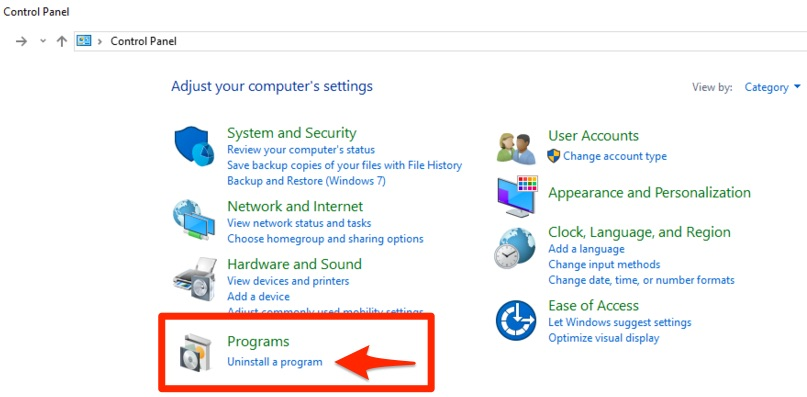 Control Panel
Control Panel
Adjust your computer's settings
View by: Category
System and Security
Review your computer's status
Save backup copies of your files with File History
Backup and Restore (Windows 7)
Network and Internet
View network status and tasks
Choose homegroup and sharing options
Hardware and Sound
View devices and printers
Add a device
Adjust commonly used mobility settings
Programs
Uninstall a program
User Accounts
Change account type
Appearance and Personalization
Clock, Language, and Region
Add a language
Change input methods
Change date, time, or number formats
Ease of Access
Let Windows suggest settings
Optimize visual display